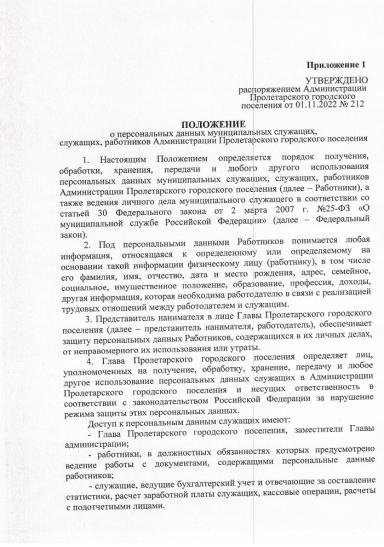 Приложение 1
УТВЕРЖДЕНО
распоряжением Администрации
Пролетарского городского
поселения от 01.11.2022 № 212
ПОЛОЖЕНИЕ
о персональных данных муниципальных служащих,
служащих, работников Администрации Пролетарского городского поселения
1. Настоящим Положением определяется порядок получения,
обработки, хранения, передачи и любого другого использования
персональных данных муниципальных служащих, служащих, работников
Администрации Пролетарского городского поселения (далее – Работники), а
также ведения личного дела муниципального служащего в соответствии со
статьей 30 Федерального закона от 2 марта 2007 г. №25-ФЗ «О
муниципальной службе Российской Федерации» (далее – Федеральный
закон).
2. Под персональными данными Работников понимается любая
информация, относящаяся к определенному или определяемому на
основании такой информации физическому лицу (работнику), в том числе
его фамилия, имя, отчество, дата и место рождения, адрес, семейное,
социальное, имущественное положение, образование, профессия, доходы,
другая информация, которая необходима работодателю в связи с реализацией
трудовых отношений между работодателем и служащим.
3. Представитель нанимателя в лице Главы Пролетарского городского
поселения (далее – представитель нанимателя, работодатель), обеспечивает
защиту персональных данных Работников, содержащихся в их личных делах,
от неправомерного их использования или утраты.
4. Глава Пролетарского городского поселения определяет лиц,
уполномоченных на получение, обработку, хранение, передачу и любое
другое использование персональных данных служащих в Администрации
Пролетарского городского поселения и несущих ответственность в
соответствии с законодательством Российской Федерации за нарушение
режима защиты этих персональных данных.
Доступ к персональным данным служащих имеют:
- Глава Пролетарского городского поселения, заместители Главы
администрации;
- работники, в должностных обязанностях которых предусмотрено
ведение работы с документами, содержащими персональные данные
работников;
- служащие, ведущие бухгалтерский учет и отвечающие за составление
статистики, расчет заработной платы служащих, кассовые операции, расчеты
с подотчетными лицами.